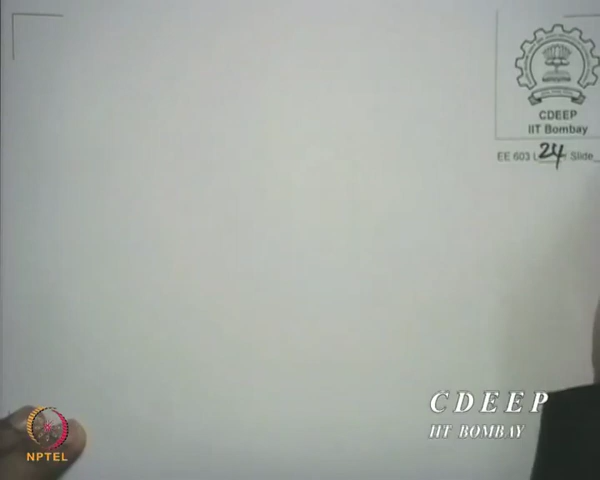 CDEEP
IIT Bombay
EE 603 L 24 / Slide
CDEEP
IIT BOMBAY
NPTEL